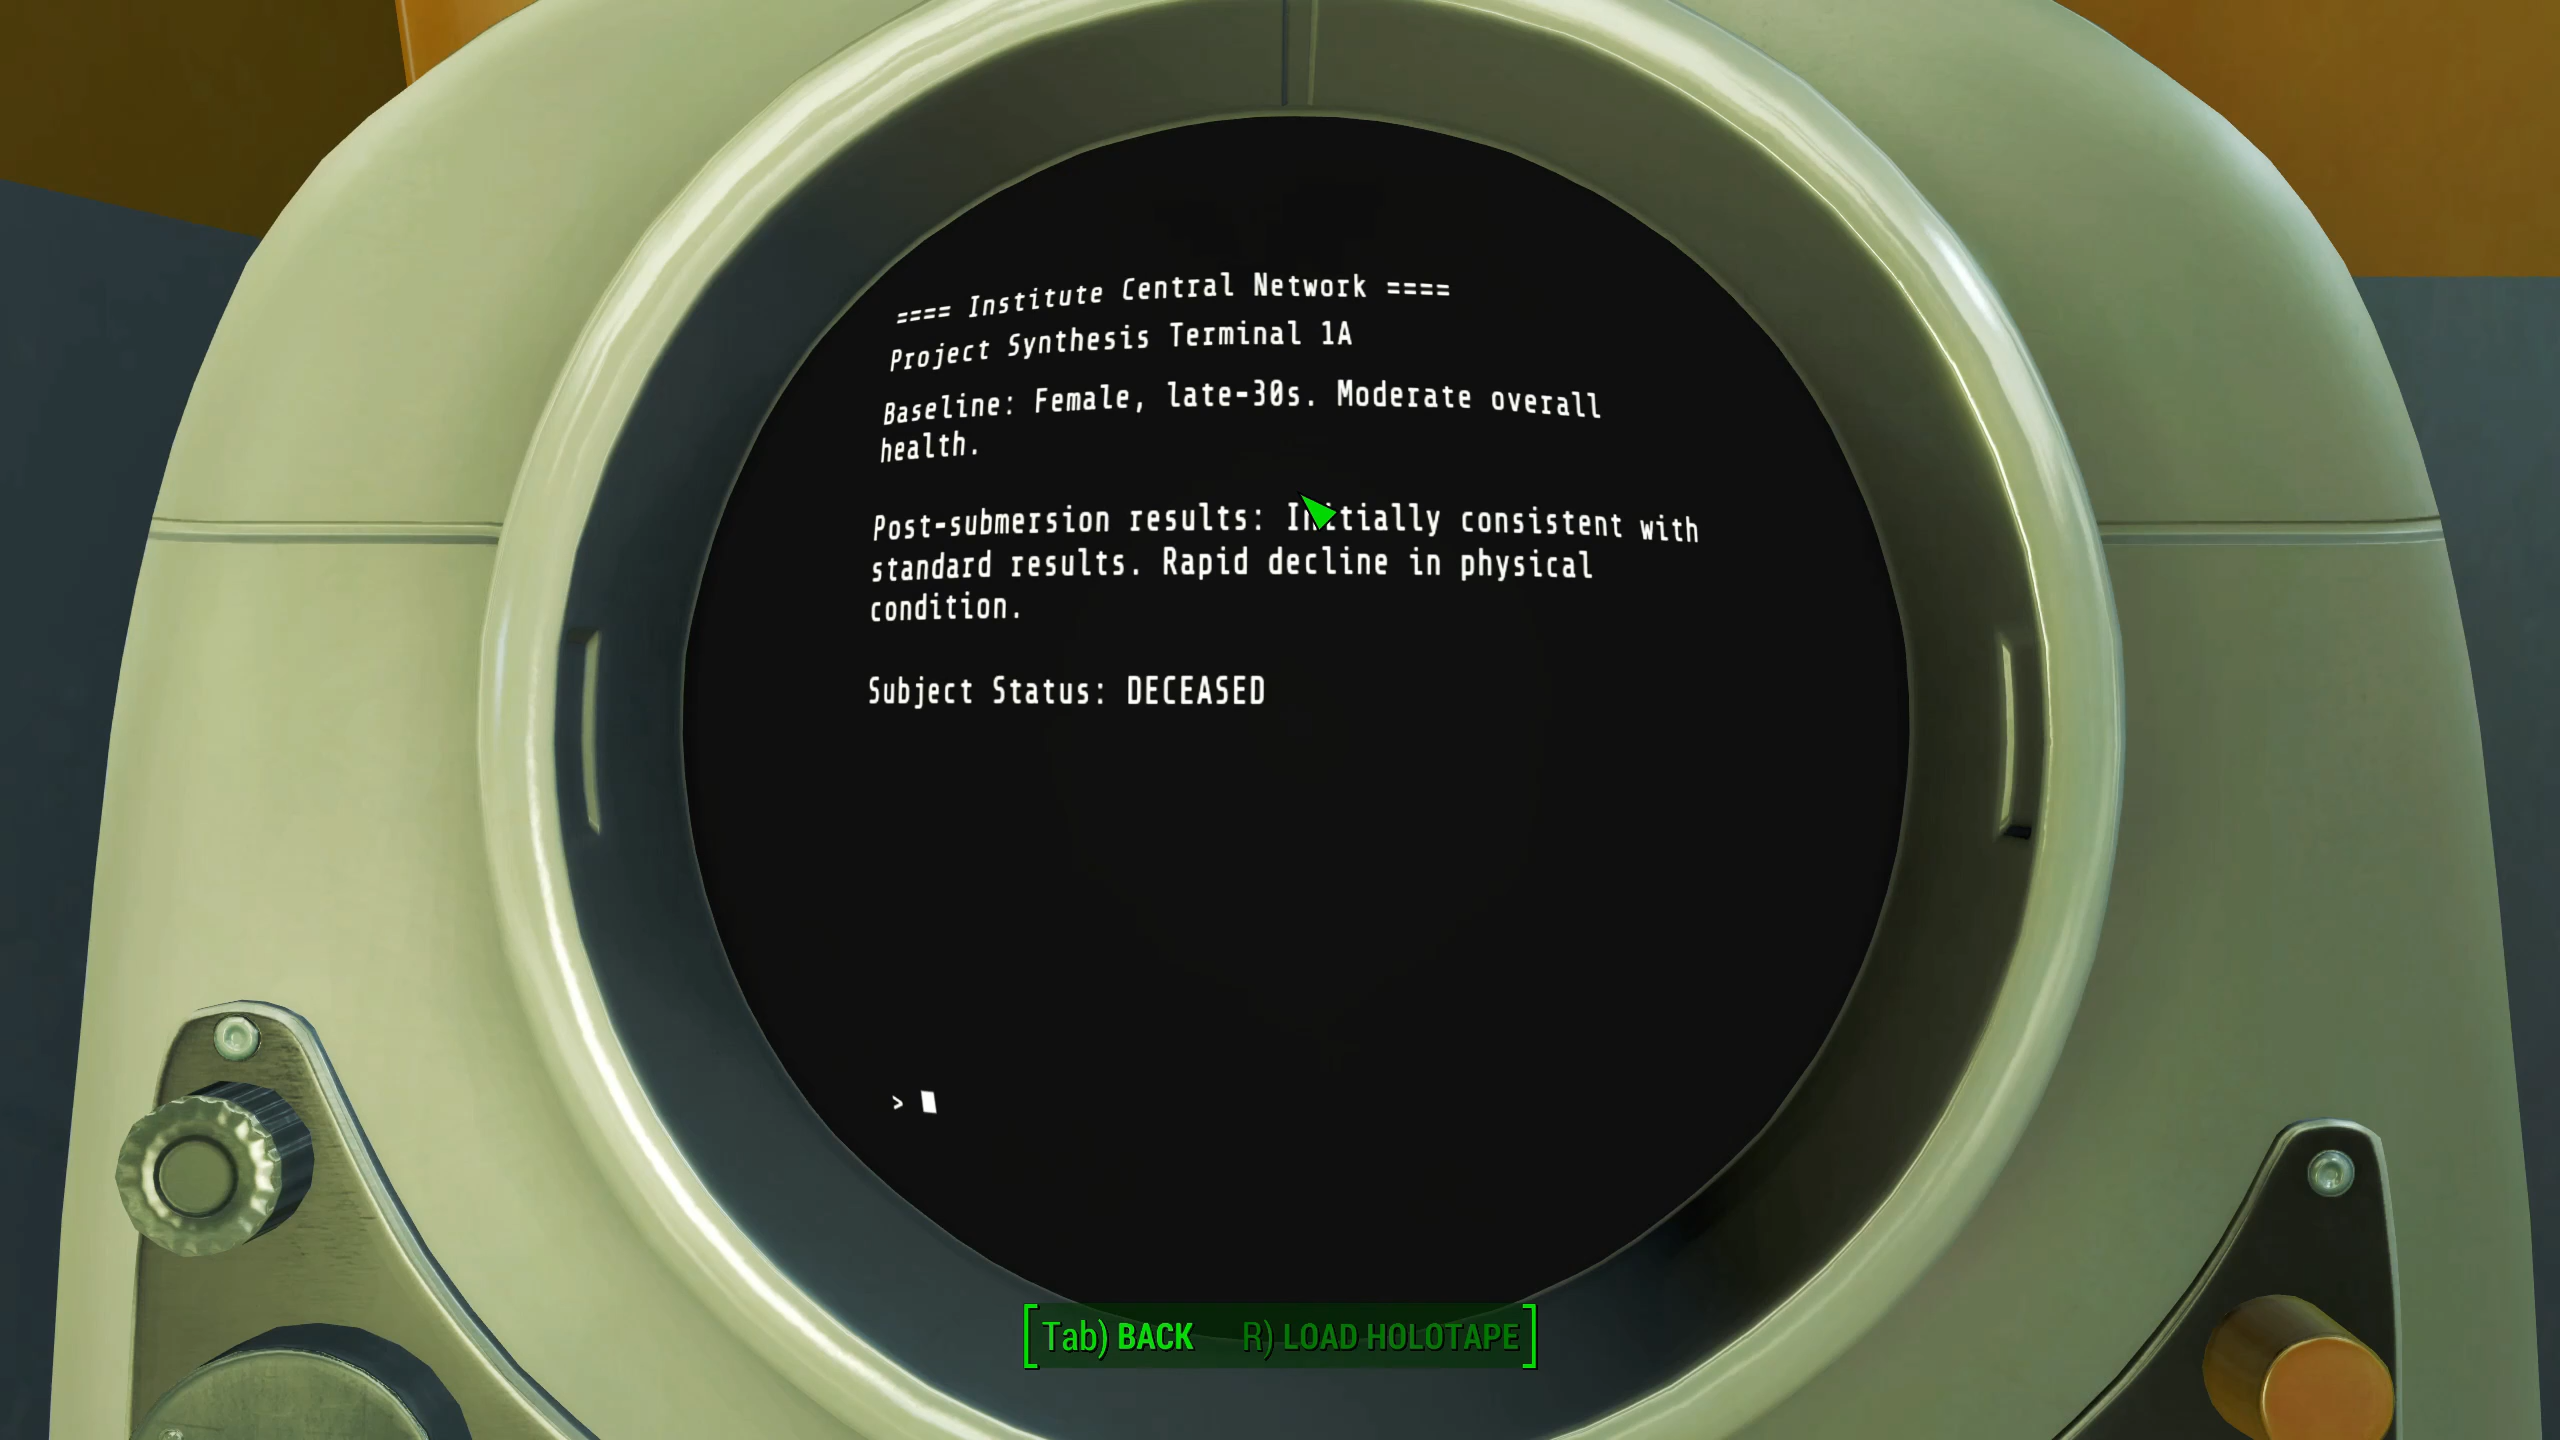 ==== Institute Central Network ====
Project Synthesis Terminal 1A
Baseline: Female, late-30s. Moderate overall
health.
Post-submersion results: Initially consistent with
standard results. Rapid decline in physical
condition.
Subject Status: DECEASED
>
Tab) BACK R) LOAD HOLOTAPE